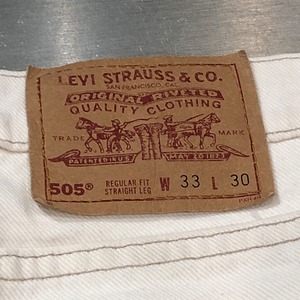 LEVI STRAUSS & CO.
SAN FRANCISCO, CAL.
ORIGINAL RIVETED
QUALITY CLOTHING
TRADE MARK
PATENTED IN U.S. MAY 20 1873
505® REGULAR FIT STRAIGHT LEG W 33 L 30